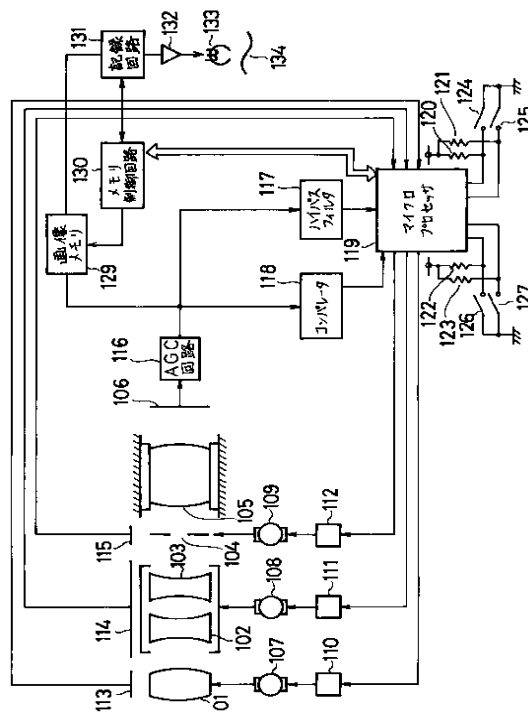 131
記録
回路
132
133
134
130
メモリ
制御回路
画像
メモリ
129
117
ハイパス
フィルタ
118
コンパレータ
116
AGC
回路
106
119
マイクロ
プロセッサ
121
120
124
125
122
123
126
127
105
115
104
109
112
103
114
102
108
111
113
01
107
110